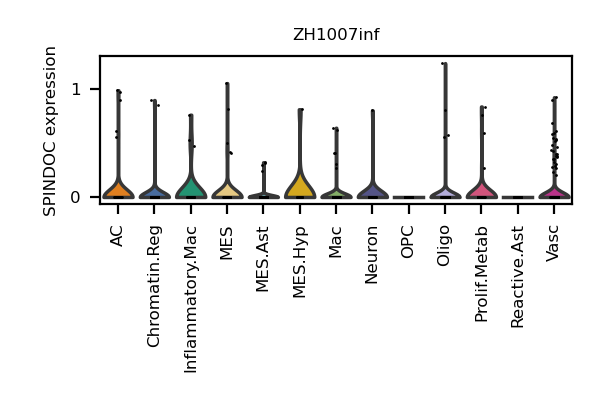 ZH1007inf
SPINDOC expression
1
0
AC
Chromatin.Reg
Inflammatory.Mac
MES
MES.Ast
MES.Hyp
Mac
Neuron
OPC
Oligo
Prolif.Metab
Reactive.Ast
Vasc